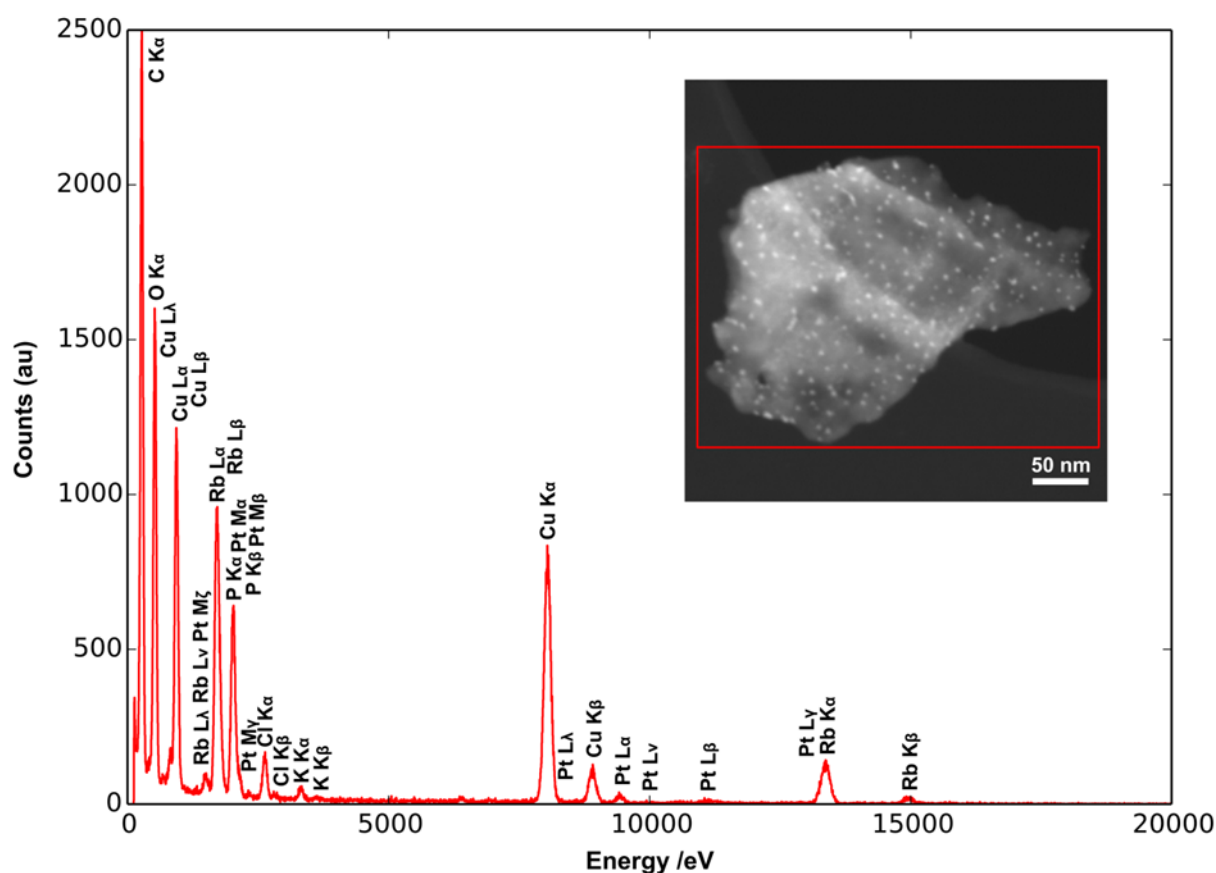 2500
2000
1500
1000
500
0
Counts (au)
0
5000
10000
15000
20000
Energy /eV
C Kα
O Kα
Cu Lλ
Cu Lα
Cu Lβ
Rb Lλ Rb Lν Pt Mζ
Rb Lα
P Kα Pt Mα
Rb Lβ
P Kβ Pt Mβ
Pt Mγ
Cl Kα
Cl Kβ
K Kα
K Kβ
Cu Kα
Pt Lλ
Cu Kβ
Pt Lα
Pt Lν
Pt Lβ
Pt Lγ
Rb Kα
Rb Kβ
50 nm